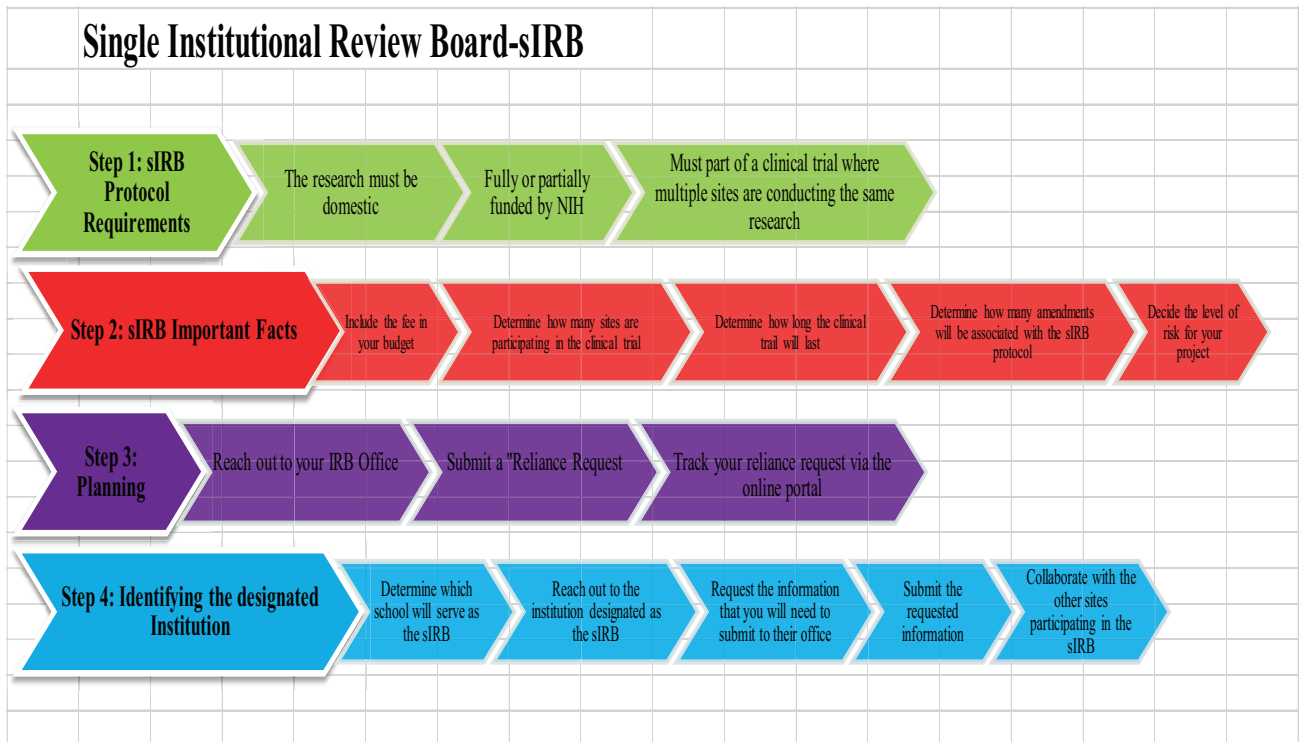 Single Institutional Review Board-sIRB
Step 1: sIRB
Protocol
Requirements
The research must be
domestic
Fully or partially
funded by NIH
Must part of a clinical trial where
multiple sites are conducting the same
research
Step 2: sIRB Important Facts
Include the fee in
your budget
Determine how many sites are
participating in the clinical trial
Determine how long the clinical
trail will last
Determine how many amendments
will be associated with the sIRB
protocol
Decide the level of
risk for your
project
Step 3:
Planning
Reach out to your IRB Office
Submit a "Reliance Request
Track your reliance request via the
online portal
Step 4: Identifying the designated
Institution
Determine which
school will serve as
the sIRB
Reach out to the
institution designated as
the sIRB
Request the information
that you will need to
submit to their office
Submit the
requested
information
Collaborate with the
other sites
participating in the
sIRB